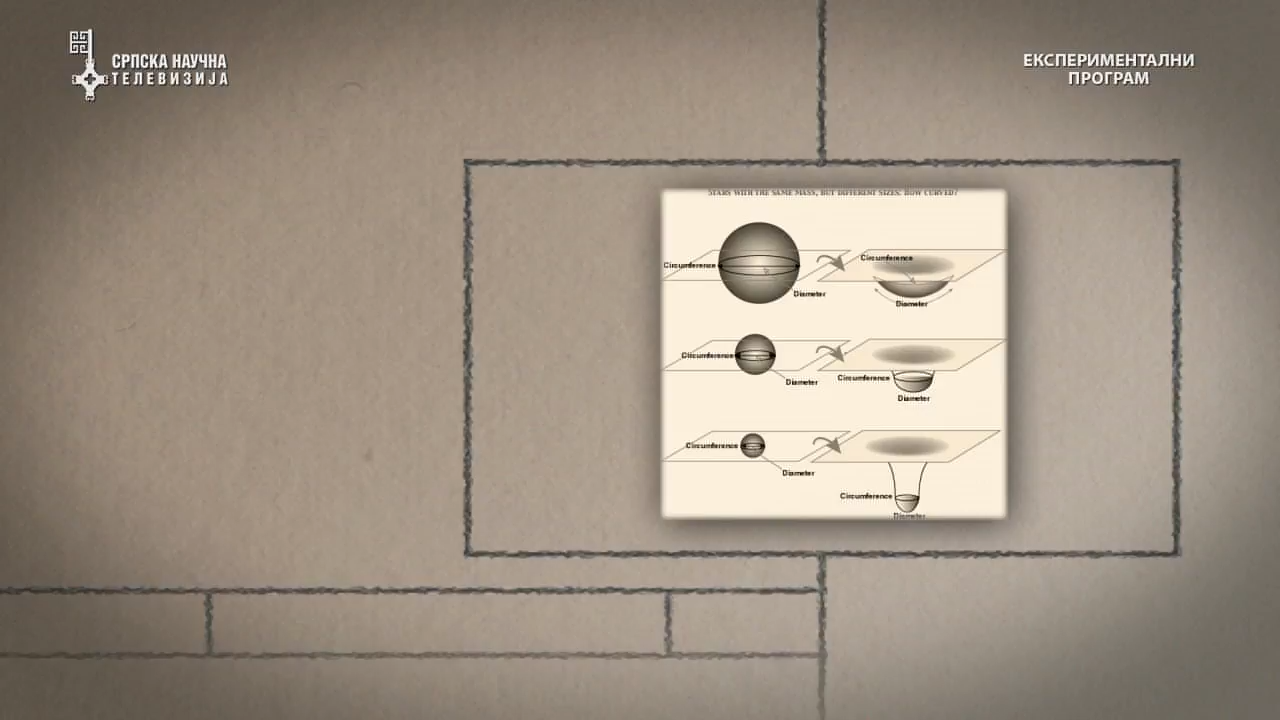 СРПСКА НАУЧНА
ТЕЛЕВИЗИЈА
ЕКСПЕРИМЕНТАЛНИ
ПРОГРАМ
STARS WITH THE SAME MASS, BUT DIFFERENT SIZES: HOW CURVED?
Circumference
Diameter
Circumference
Diameter
Circumference
Diameter
Circumference
Diameter
Circumference
Diameter
Circumference
Diameter